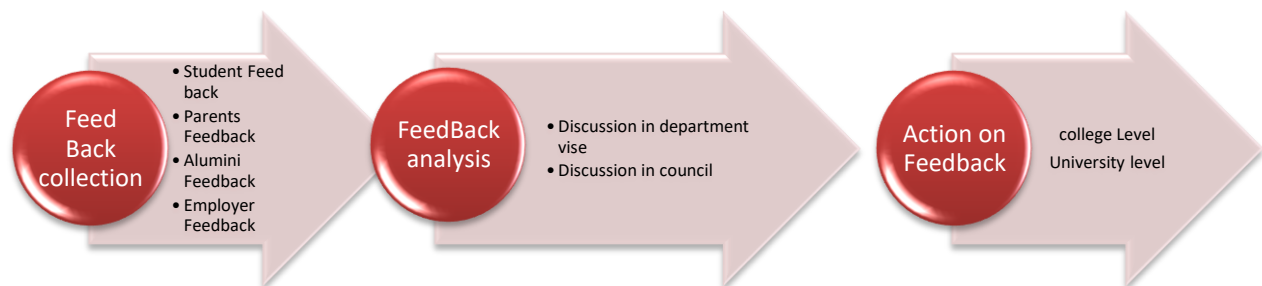 Feed
Back
collection
• Student Feed
back
• Parents
Feedback
• Alumini
Feedback
• Employer
Feedback
FeedBack
analysis
• Discussion in department
vise
• Discussion in council
Action on
Feedback
college Level
University level